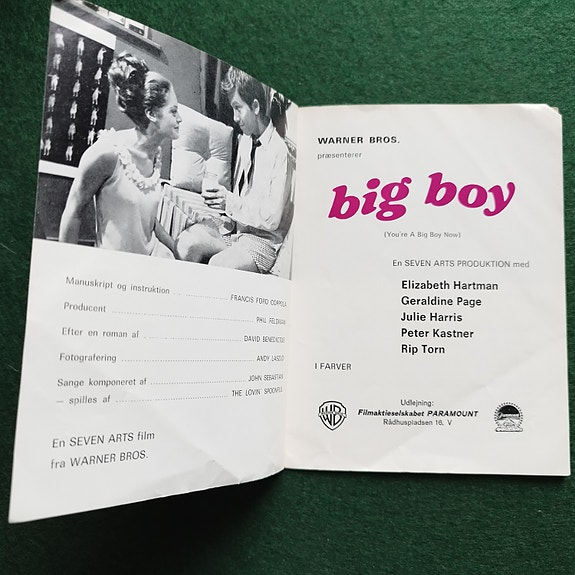 Manuskript og instruktion .................... FRANCIS FORD COPPOLA
Producent .................... PHIL FELDMAN
Efter en roman af .................... DAVID BENEDICTUS
Fotografering .................... ANDY LASZLO
Sange komponeret af .................... JOHN SEBASTIAN
— spilles af .................... THE LOVIN' SPOONFUL
En SEVEN ARTS film
fra WARNER BROS.
WARNER BROS.
præsenterer
big boy
(You're A Big Boy Now)
En SEVEN ARTS PRODUKTION med
Elizabeth Hartman
Geraldine Page
Julie Harris
Peter Kastner
Rip Torn
I FARVER
Udlejning:
Filmaktieselskabet PARAMOUNT
Rådhuspladsen 16, V